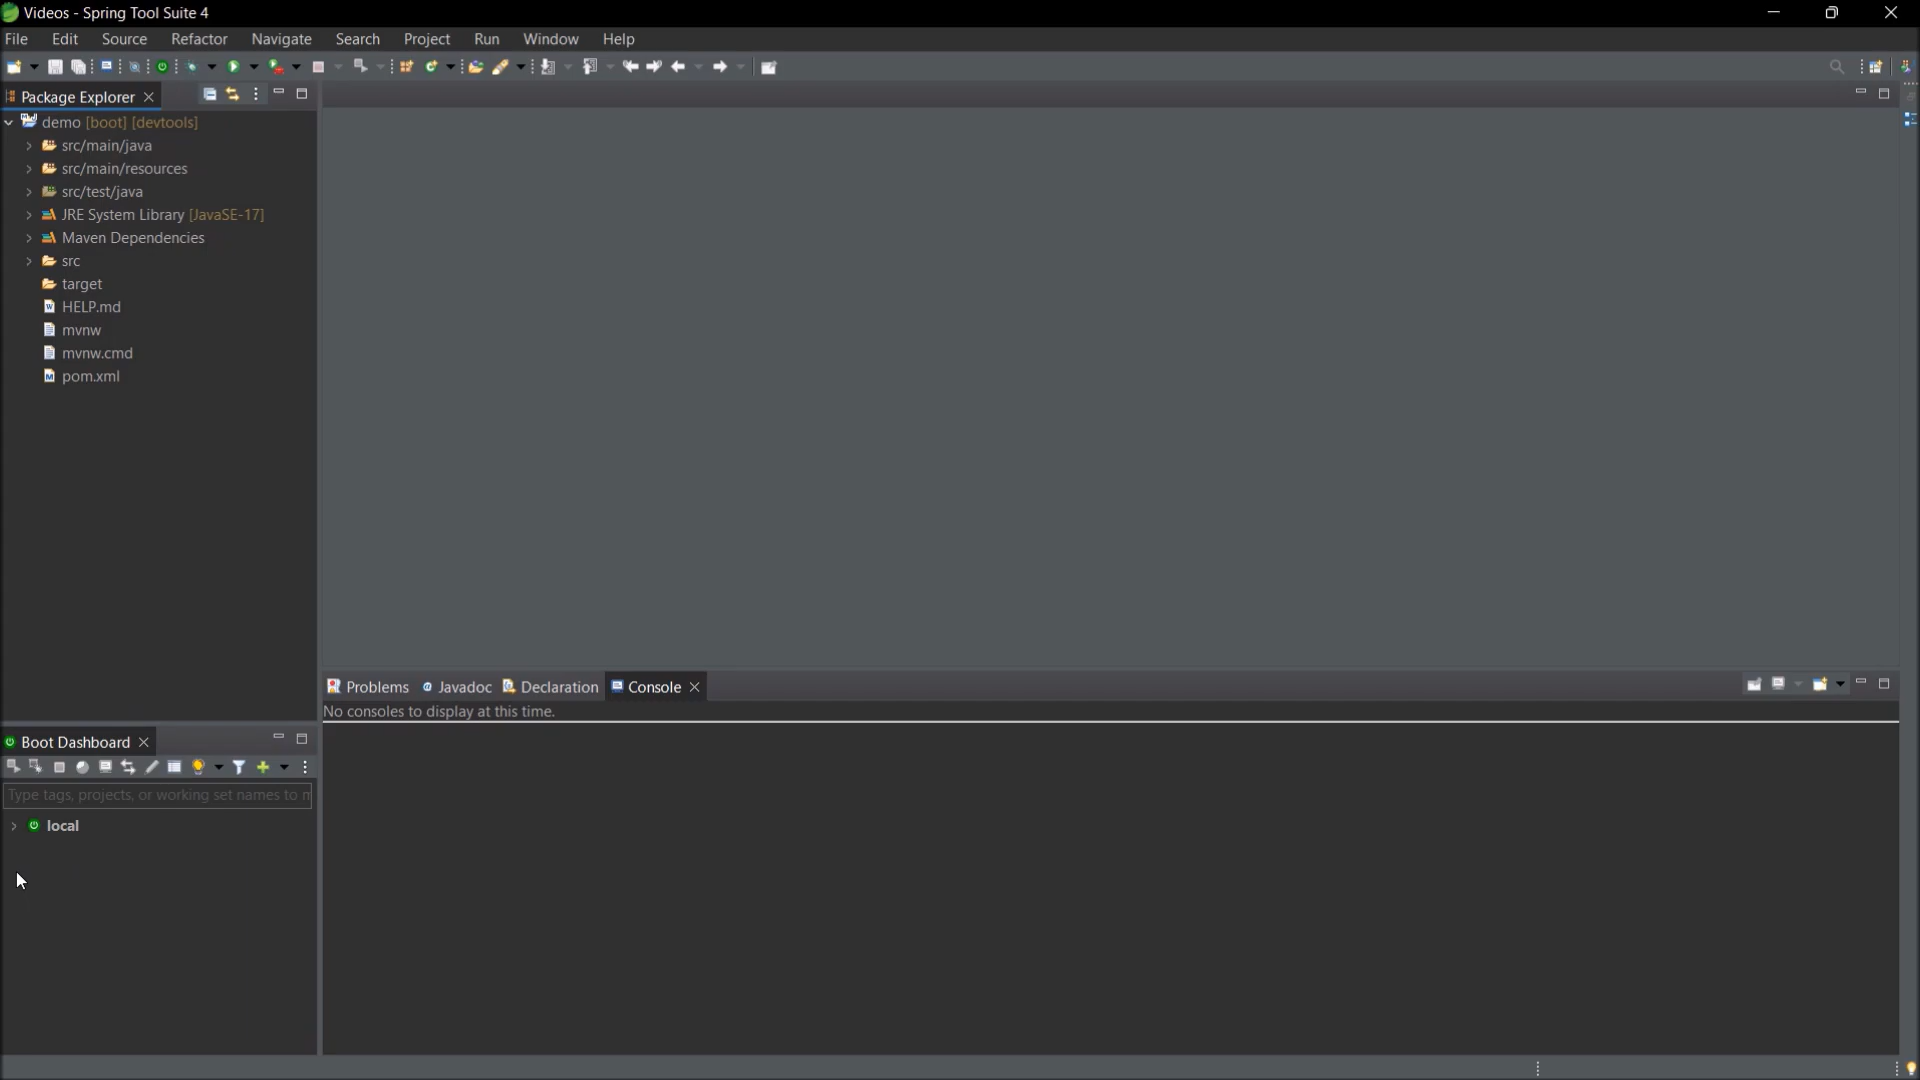 Videos - Spring Tool Suite 4
File Edit Source Refactor Navigate Search Project Run Window Help
Package Explorer
demo [boot] [devtools]
src/main/java
src/main/resources
src/test/java
JRE System Library [JavaSE-17]
Maven Dependencies
src
target
HELP.md
mvnw
mvnw.cmd
pom.xml
Problems Javadoc Declaration Console
No consoles to display at this time.
Boot Dashboard
Type tags, projects, or working set names to
local